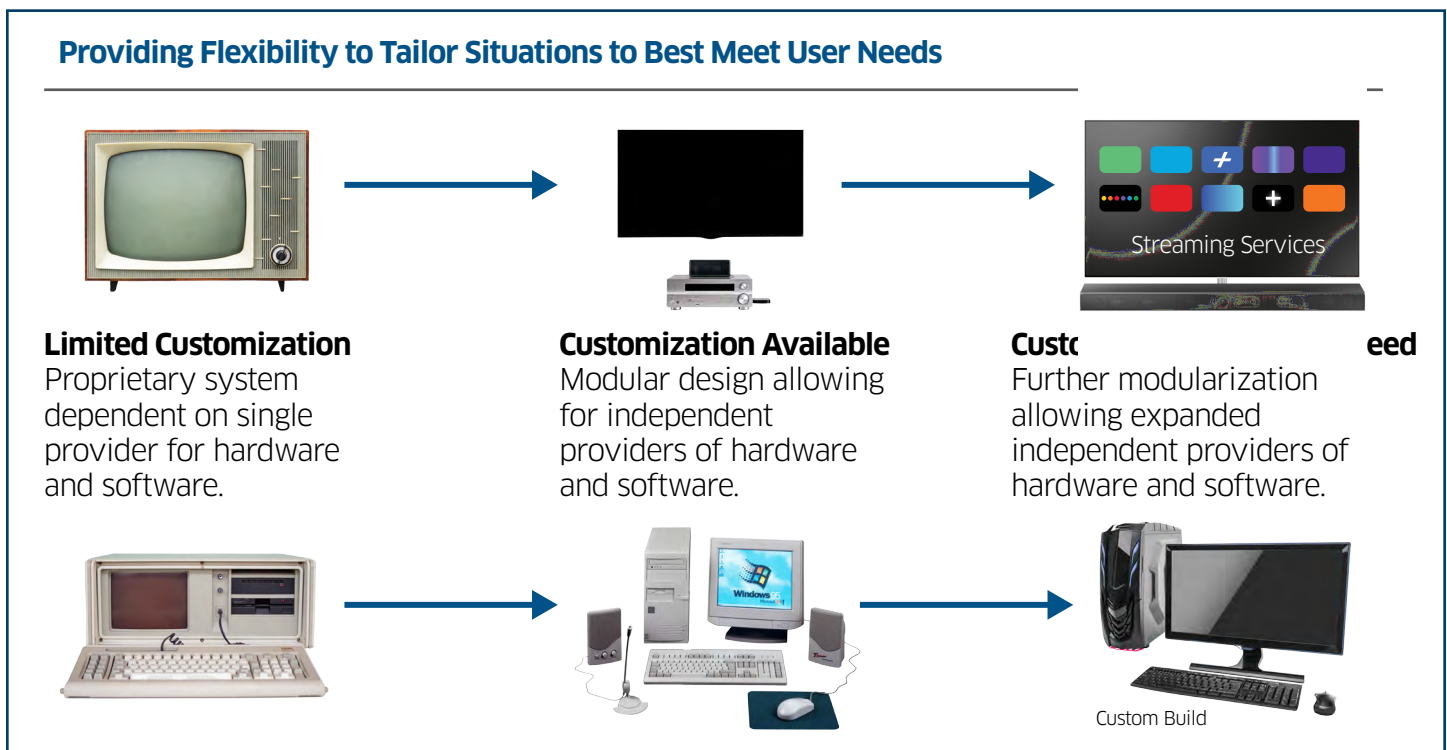 Providing Flexibility to Tailor Situations to Best Meet User Needs
Streaming Services
Limited Customization
Proprietary system
dependent on single
provider for hardware
and software.
Customization Available
Modular design allowing
for independent
providers of hardware
and software.
Further modularization
allowing expanded
independent providers of
hardware and software.
Windows 95
Custom Build